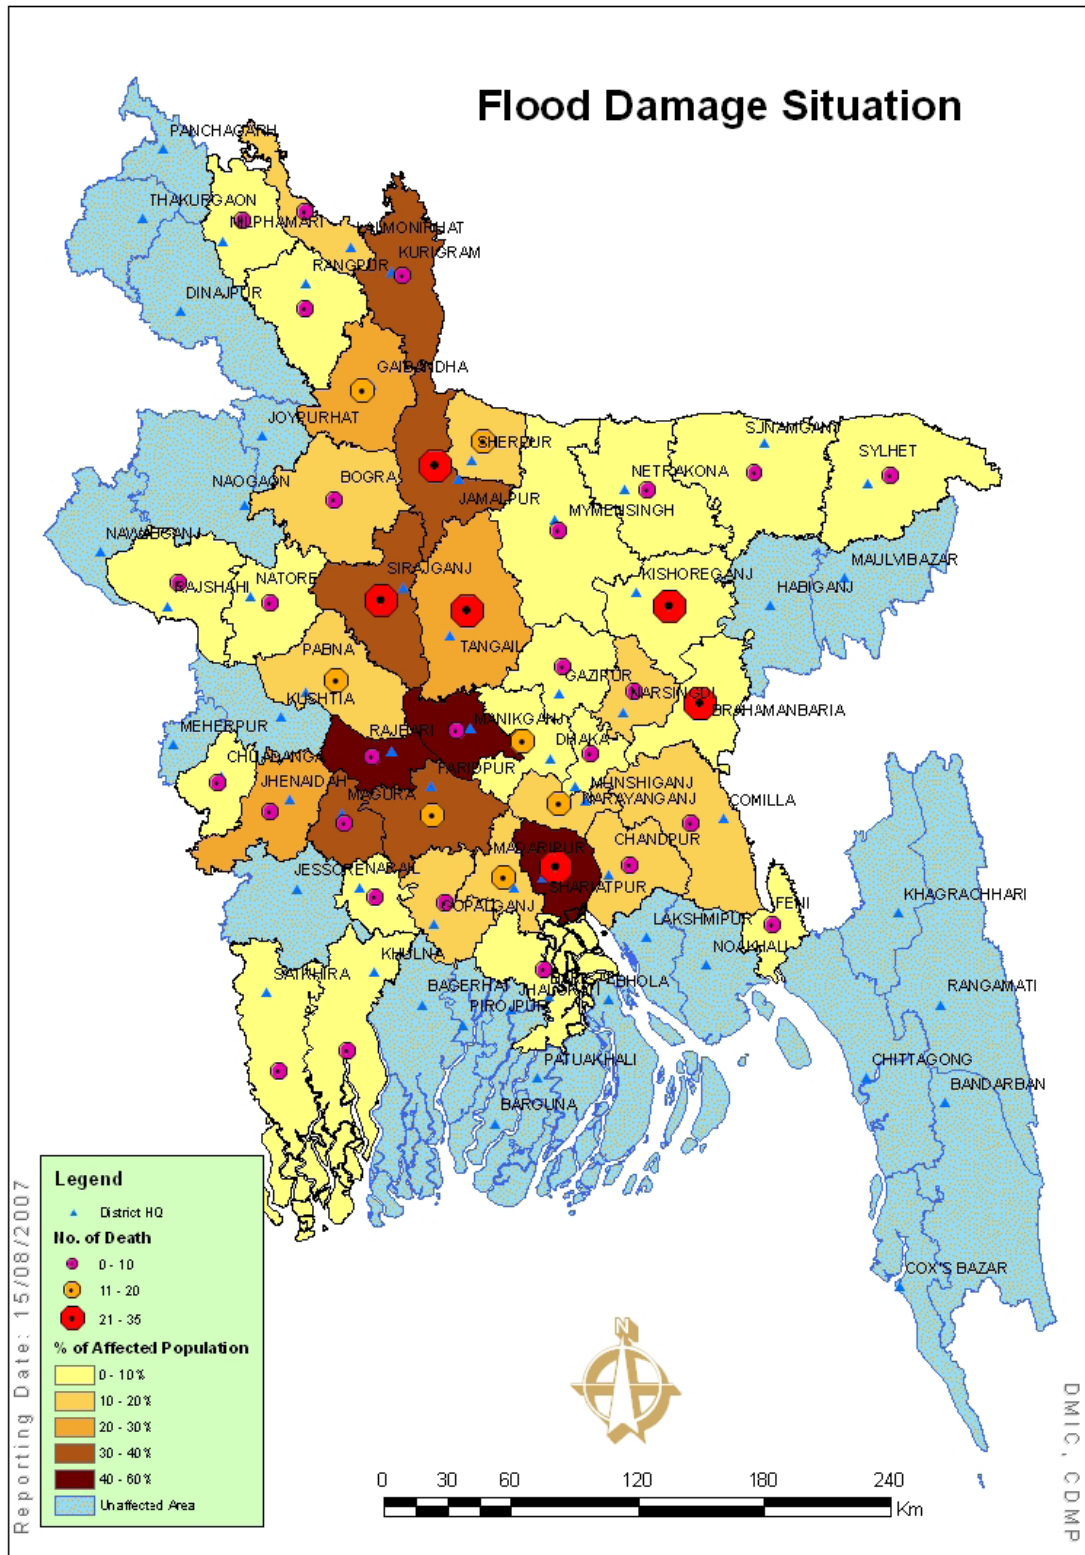 Flood Damage Situation
PANCHAGARH
THAKURGAON
NILPHAMARI
LALMONIRHAT
KURIGRAM
RANGPUR
DINAJPUR
GAIBANDHA
JOYPURHAT
SHERPUR
SUNAMGANJ
SYLHET
BOGRA
NETRAKONA
NAOGAON
JAMALPUR
MYMENSINGH
NAWABGANJ
MAULVIBAZAR
SIRAJGANJ
KISHOREGANJ
NATORE
RAJSHAHI
HABIGANJ
TANGAIL
PABNA
GAZIPUR
KUSHTIA
NARSINGDI
BRAHAMANBARIA
MEHERPUR
MANIKGANJ
RAJBARI
DHAKA
CHUADANGA
FARIDPUR
JHENAIDAH
MUNSHIGANJ
MAGURA
NARAYANGANJ
COMILLA
CHANDPUR
MADARIPUR
JESSORE
NARAIL
SHARIATPUR
KHAGRACHHARI
GOPALGANJ
FENI
LAKSHMIPUR
KHULNA
NOAKHALI
SATKHIRA
BAGERHAT
BHOLA
JHALOKATI
PIROJPUR
RANGAMATI
PATUAKHALI
CHITTAGONG
BANDARBAN
BARGUNA
COX'S BAZAR
Legend
District HQ
No. of Death
0 - 10
11 - 20
21 - 35
% of Affected Population
0 - 10%
10 - 20%
20 - 30%
30 - 40%
40 - 60%
Unaffected Area
N
0 30 60 120 180 240
Km
Reporting Date: 15/08/2007
DMIC, CDMP